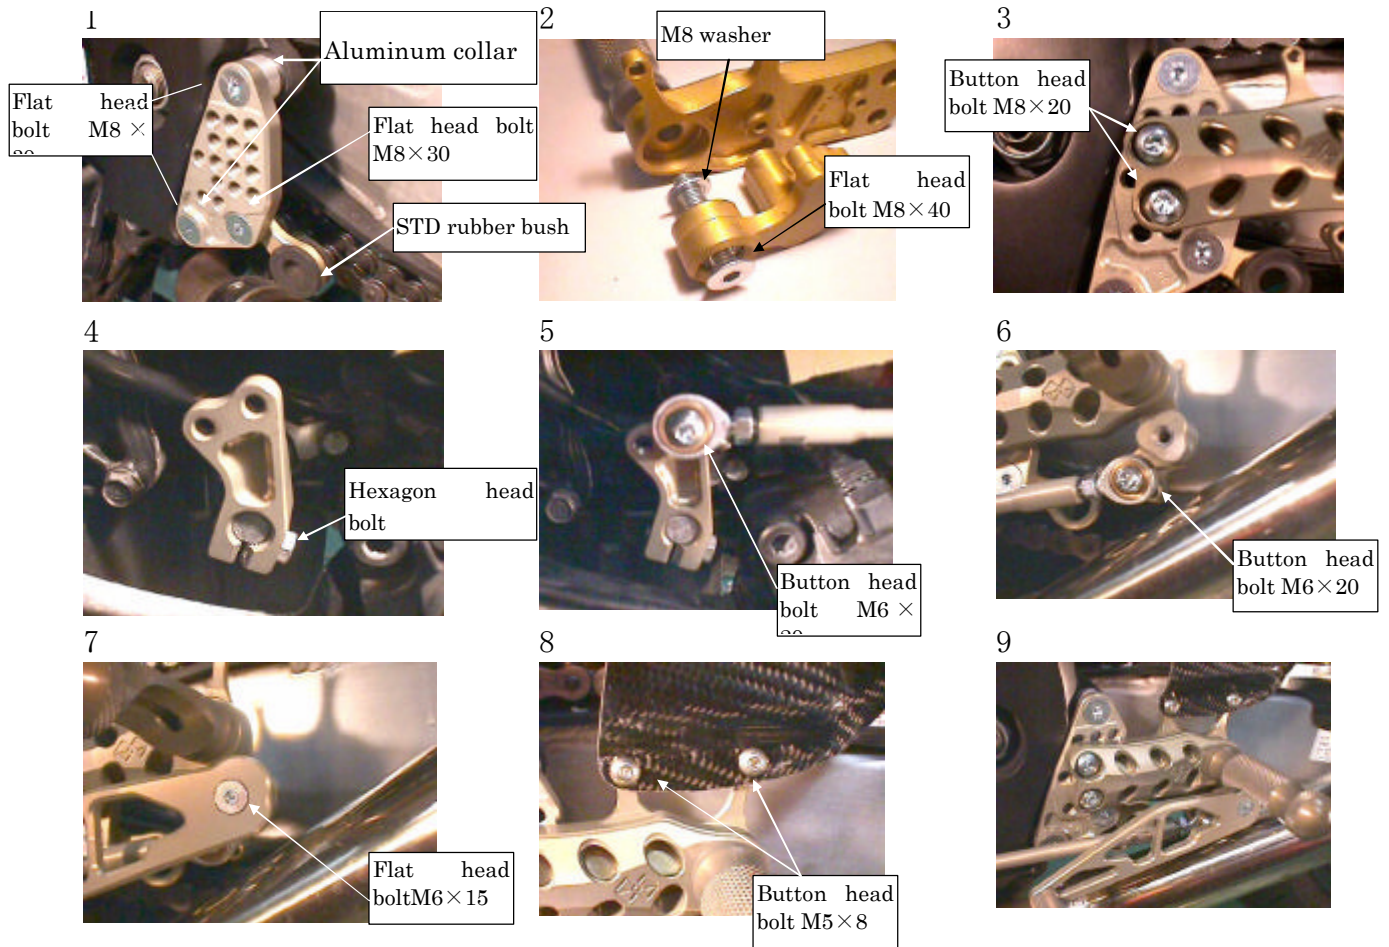 1
Aluminum collar
Flat head
bolt M8 ×
Flat head bolt
M8×30
STD rubber bush
2
M8 washer
Flat head
bolt M8×40
3
Button head
bolt M8×20
4
Hexagon head
bolt
5
Button head
bolt M6 ×
6
Button head
bolt M6×20
7
Flat head
boltM6×15
8
Button head
bolt M5×8
9